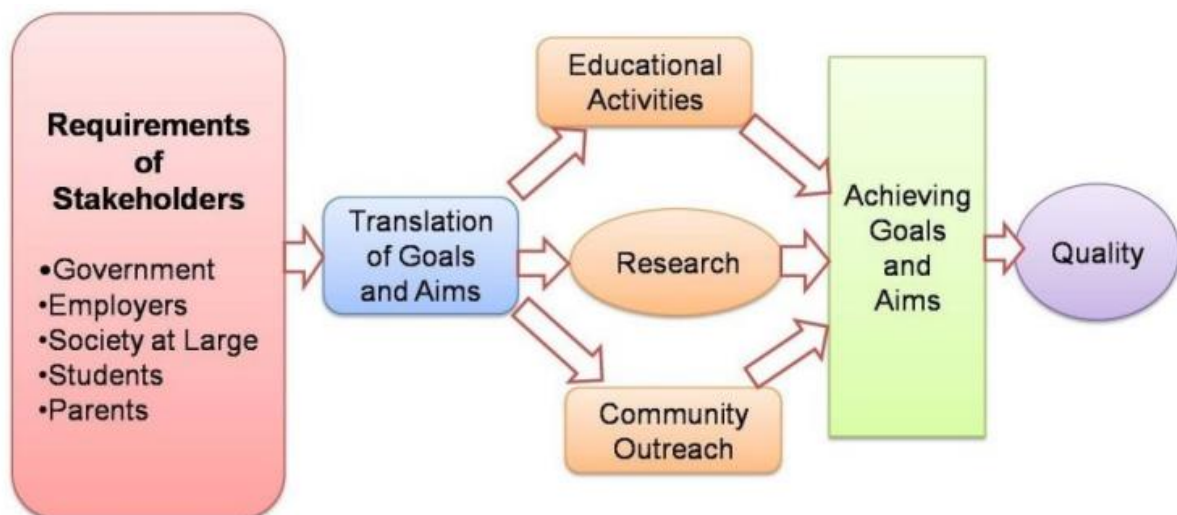 Requirements
of
Stakeholders
•Government
•Employers
•Society at Large
•Students
•Parents
Translation
of Goals
and Aims
Educational
Activities
Research
Community
Outreach
Achieving
Goals
and
Aims
Quality